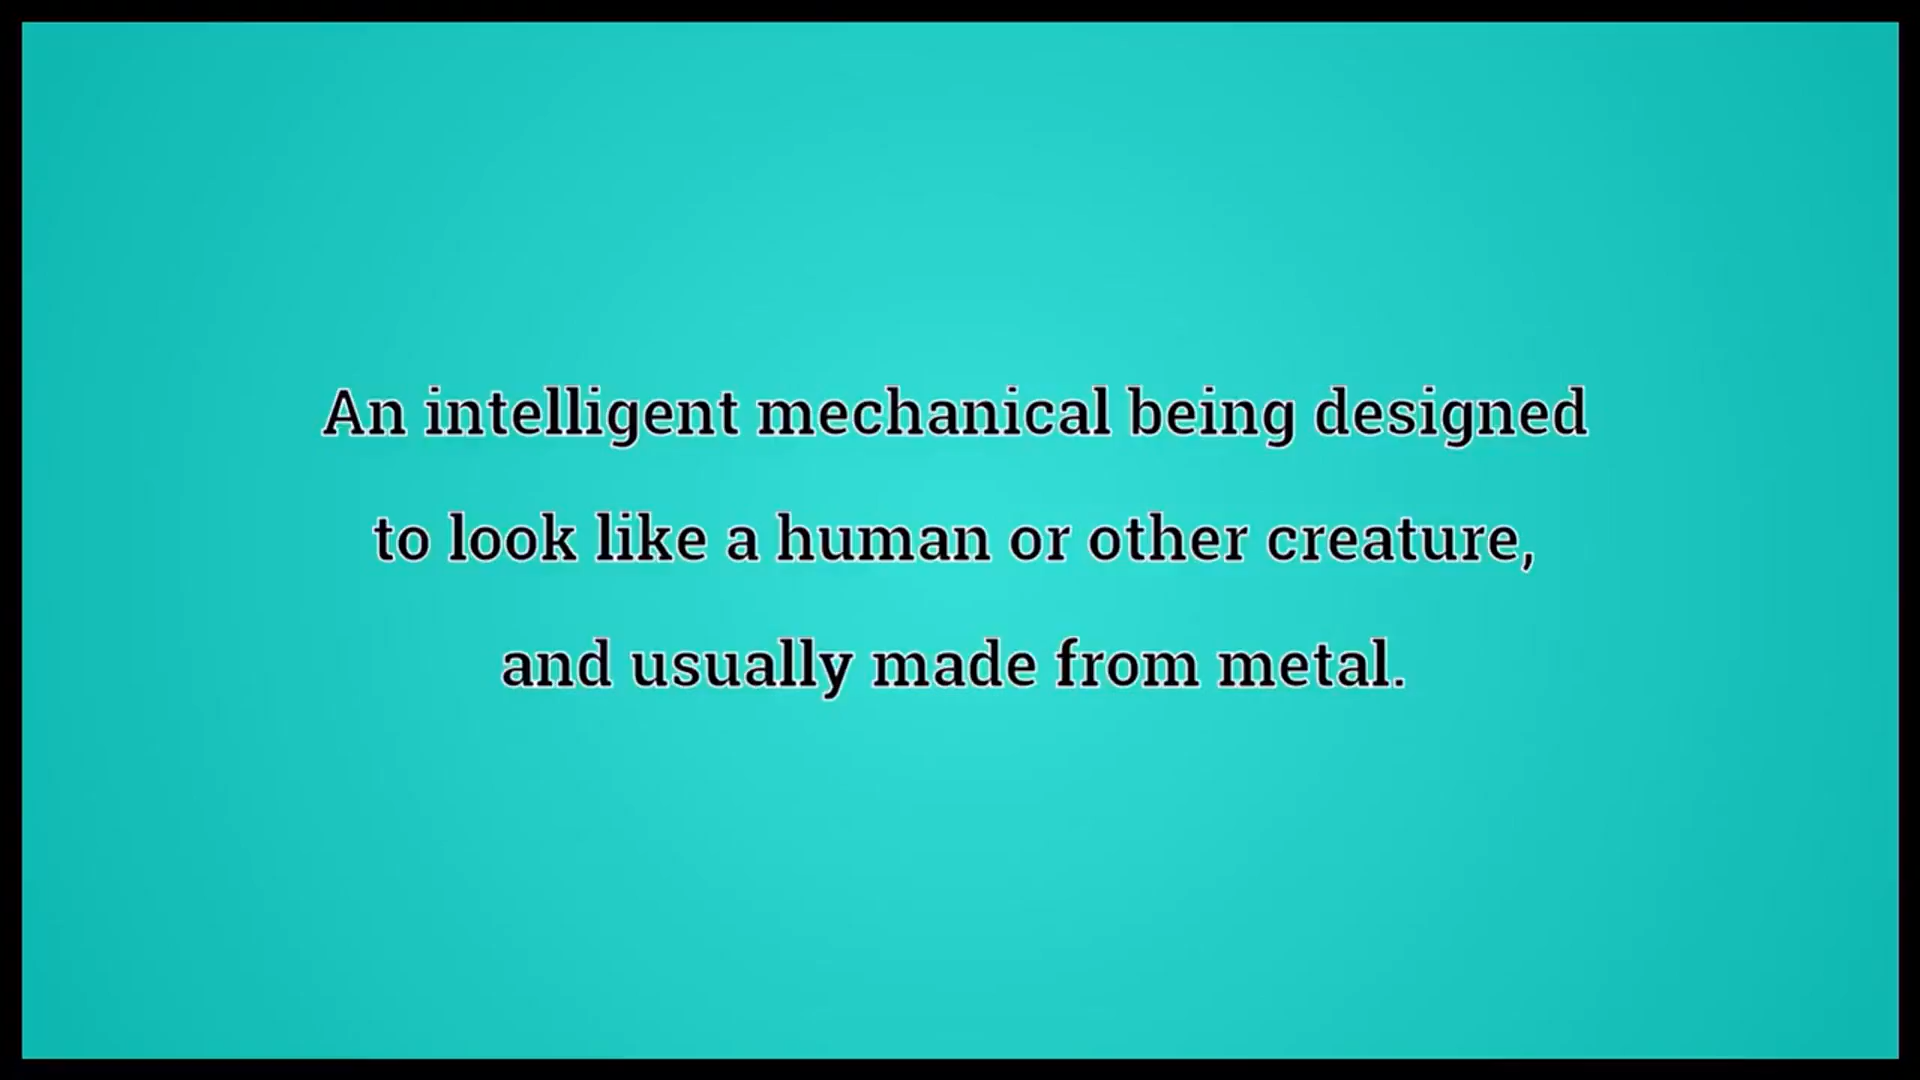 An intelligent mechanical being designed
to look like a human or other creature,
and usually made from metal.